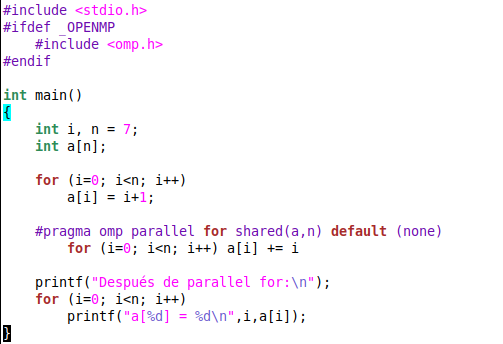 #include <stdio.h>
#ifdef _OPENMP
    #include <omp.h>
#endif

int main()
{
    int i, n = 7;
    int a[n];

    for (i=0; i<n; i++)
        a[i] = i+1;

    #pragma omp parallel for shared(a,n) default (none)
        for (i=0; i<n; i++) a[i] += i

    printf("Después de parallel for:\n");
    for (i=0; i<n; i++)
        printf("a[%d] = %d\n",i,a[i]);
}